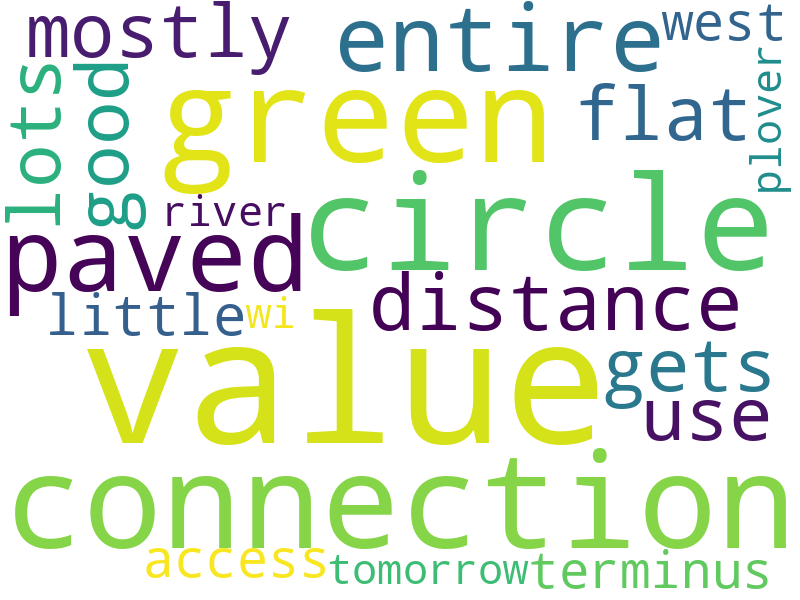 mostly
entire
west
lots
good
green
flat
plover
river
circle
paved
distance
little
wi
value
gets
use
connection
access
tomorrow
terminus